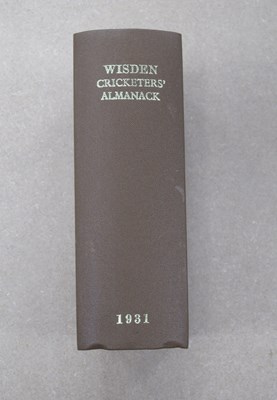 WISDEN
CRICKETERS'
ALMANACK
1931